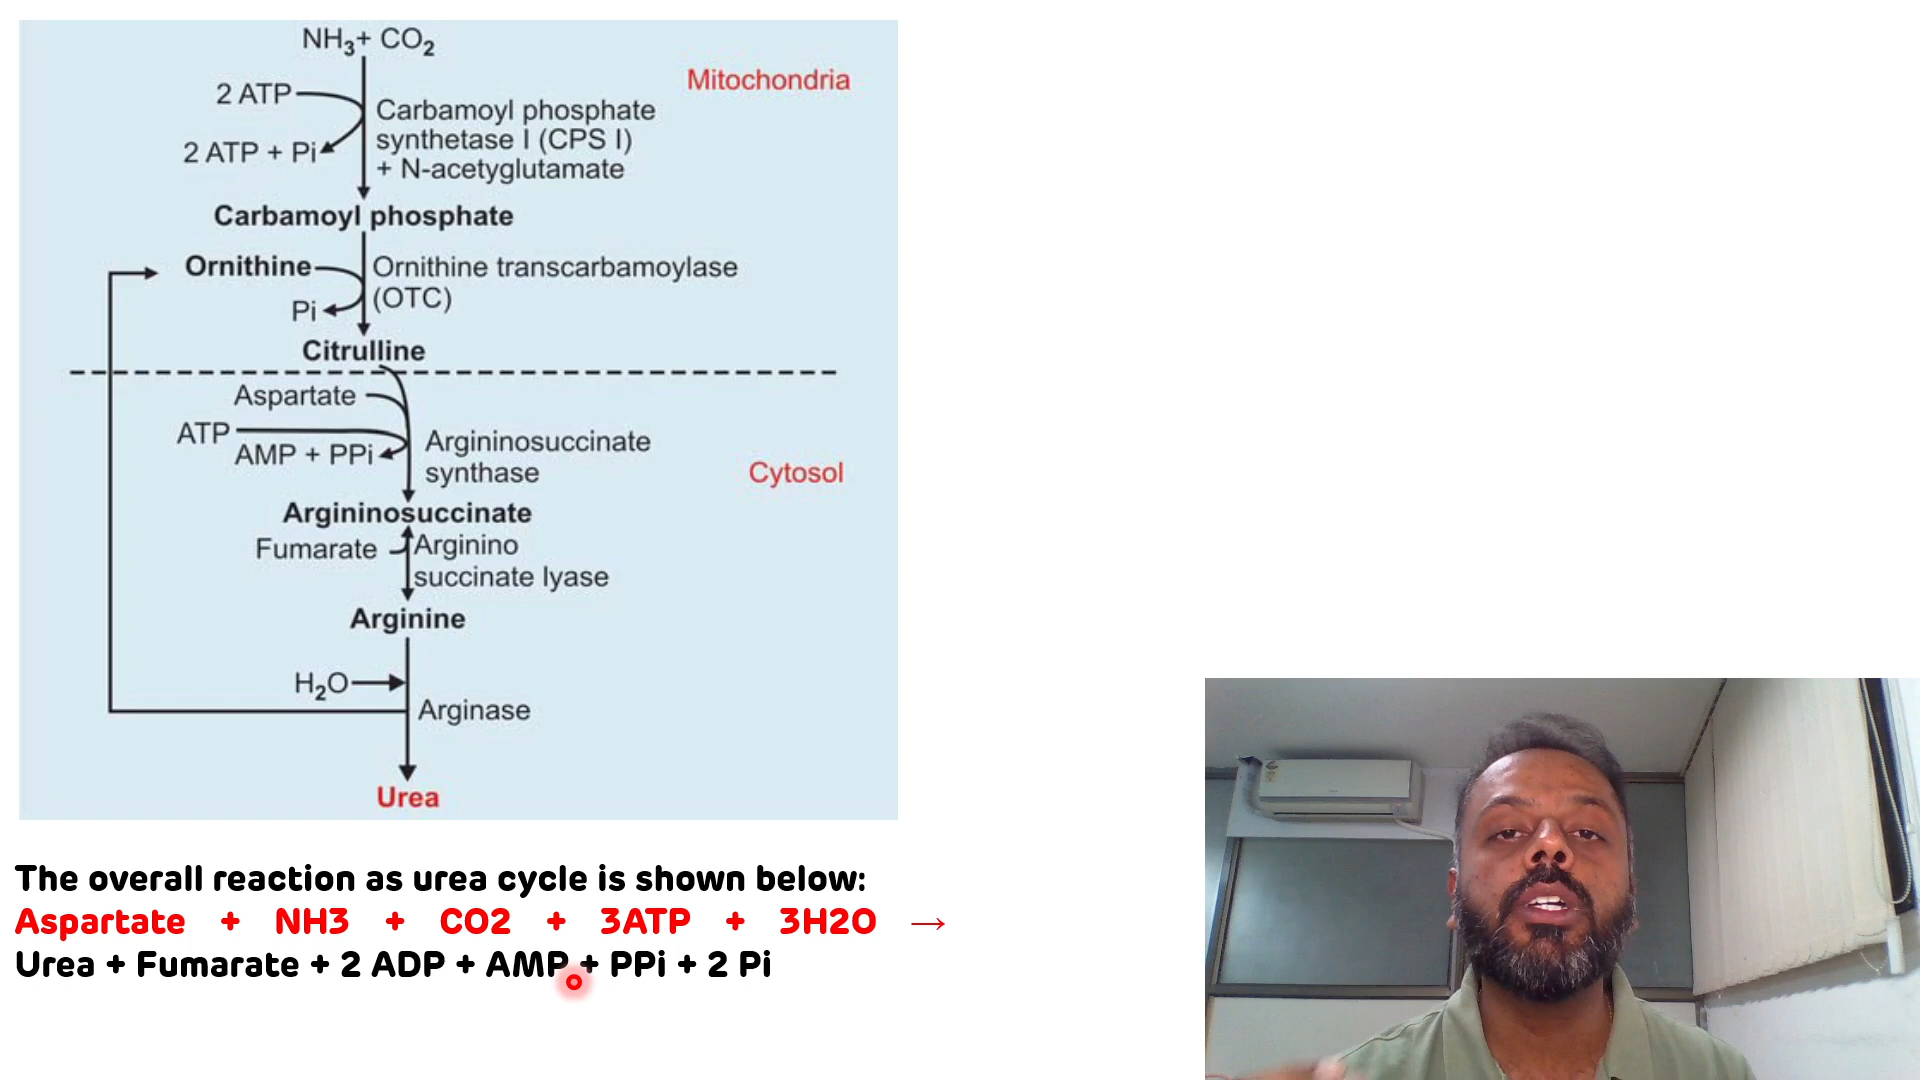 NH3+ CO2
Mitochondria
2 ATP
Carbamoyl phosphate
synthetase I (CPS I)
+ N-acetyglutamate
2 ATP + Pi
Carbamoyl phosphate
Ornithine
Ornithine transcarbamoylase
(OTC)
Pi
Citrulline
Aspartate
ATP
AMP + PPi
Argininosuccinate
synthase
Cytosol
Argininosuccinate
Fumarate
Arginino
succinate lyase
Arginine
H2O
Arginase
Urea
The overall reaction as urea cycle is shown below:
Aspartate + NH3 + CO2 + 3ATP + 3H2O →
Urea + Fumarate + 2 ADP + AMP + PPi + 2 Pi